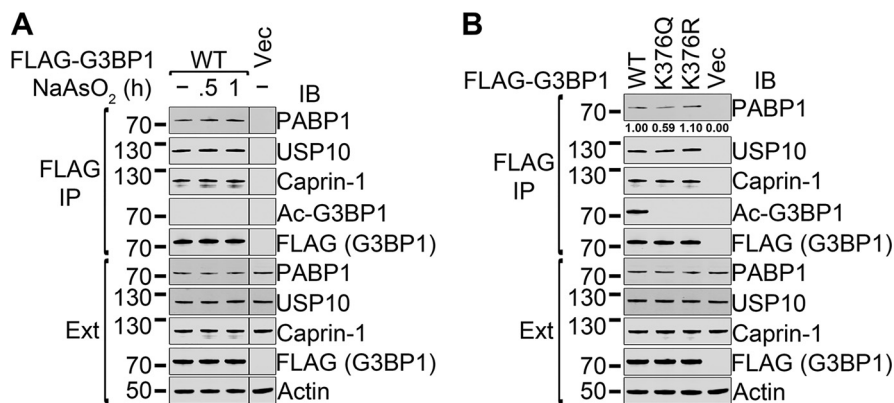 A
FLAG-G3BP1 WT Vec
NaAsO2 (h) – .5 1 – IB
FLAG IP
70 PABP1
130 USP10
130 Caprin-1
70 Ac-G3BP1
70 FLAG (G3BP1)
Ext
70 PABP1
130 USP10
130 Caprin-1
70 FLAG (G3BP1)
50 Actin
B
FLAG-G3BP1 WT K376Q K376R Vec IB
FLAG IP
70 PABP1
1.00 0.59 1.10 0.00
130 USP10
130 Caprin-1
70 Ac-G3BP1
70 FLAG (G3BP1)
Ext
70 PABP1
130 USP10
130 Caprin-1
70 FLAG (G3BP1)
50 Actin